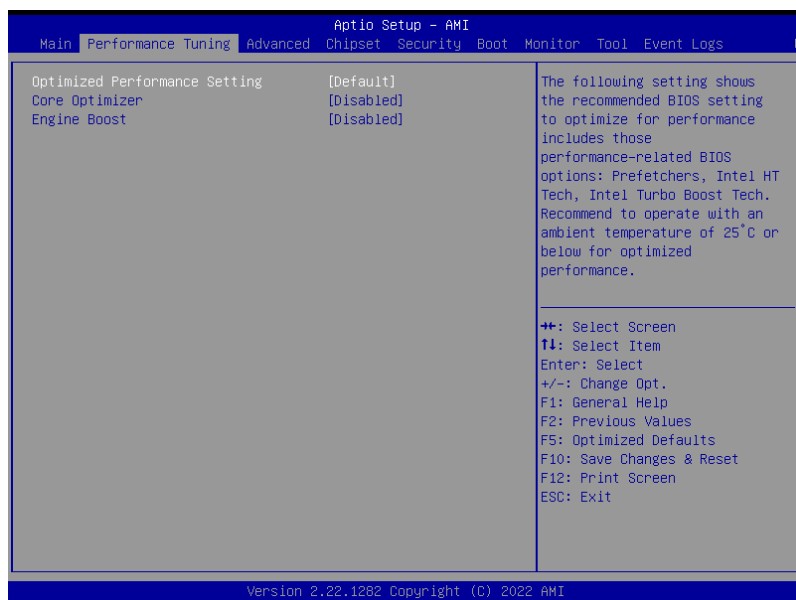 Aptio Setup – AMI
Main Performance Tuning Advanced Chipset Security Boot Monitor Tool Event Logs
Optimized Performance Setting [Default]
Core Optimizer [Disabled]
Engine Boost [Disabled]
The following setting shows
the recommended BIOS setting
to optimize for performance
includes those
performance-related BIOS
options: Prefetchers, Intel HT
Tech, Intel Turbo Boost Tech.
Recommend to operate with an
ambient temperature of 25°C or
below for optimized
performance.
→←: Select Screen
↑↓: Select Item
Enter: Select
+/-: Change Opt.
F1: General Help
F2: Previous Values
F5: Optimized Defaults
F10: Save Changes & Reset
F12: Print Screen
ESC: Exit
Version 2.22.1282 Copyright (C) 2022 AMI